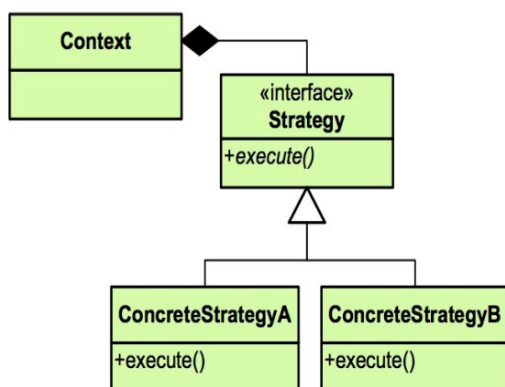 Context
«interface»
Strategy
+execute()
ConcreteStrategyA
+execute()
ConcreteStrategyB
+execute()